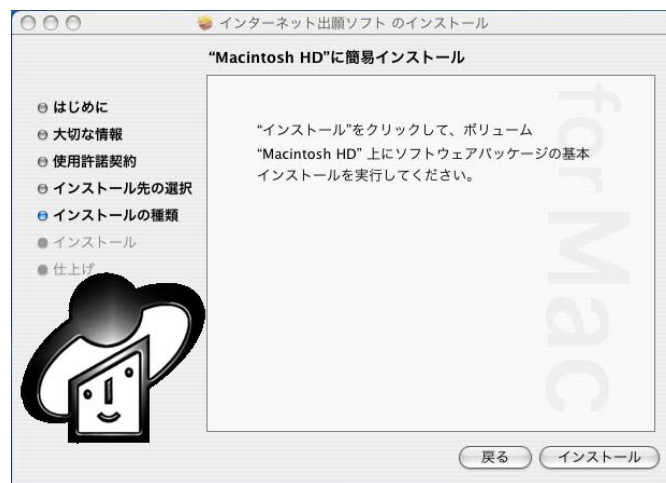 インターネット出願ソフト のインストール
“Macintosh HD”に簡易インストール
はじめに
大切な情報
使用許諾契約
インストール先の選択
インストールの種類
インストール
仕上げ
“インストール”をクリックして、ボリューム
“Macintosh HD” 上にソフトウェアパッケージの基本
インストールを実行してください。
for Mac
戻る
インストール